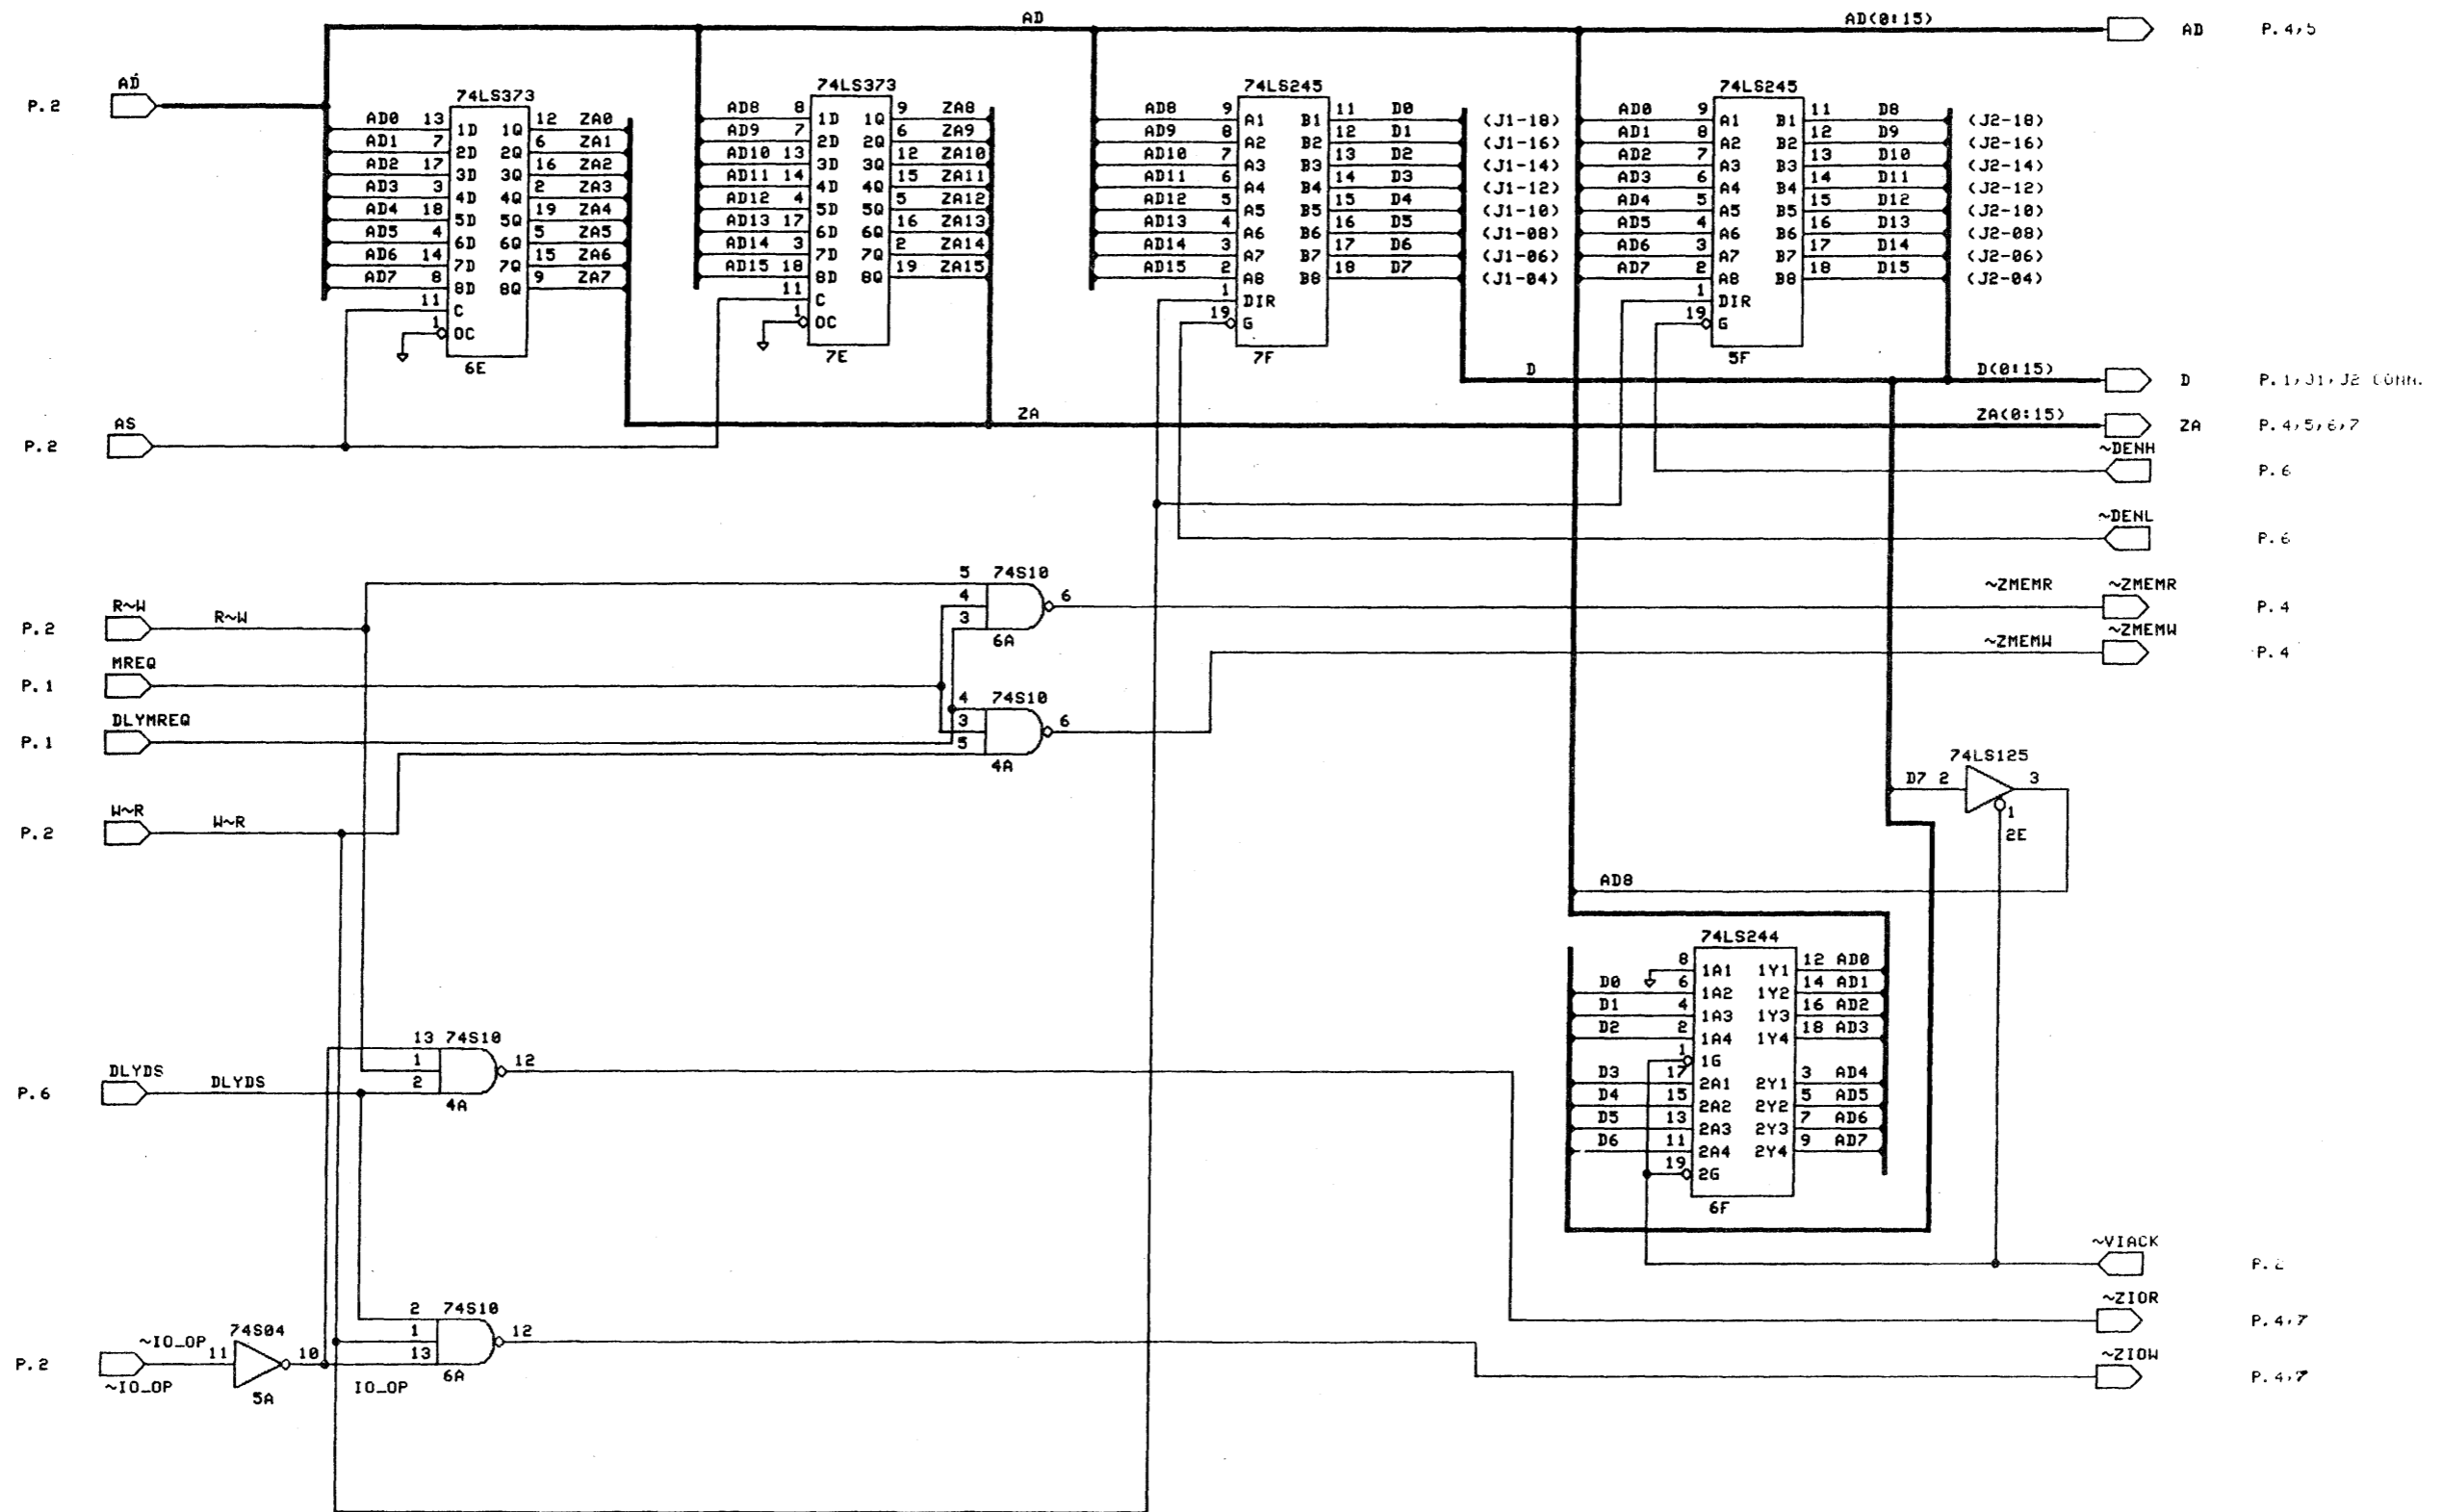 AD AD(0:15) AD P.4,5
P.2 AD
74LS373 74LS373 74LS245 74LS245
AD0 13 1D 1Q 12 ZA0
AD1 7 2D 2Q 6 ZA1
AD2 17 3D 3Q 16 ZA2
AD3 3 4D 4Q 2 ZA3
AD4 18 5D 5Q 19 ZA4
AD5 4 6D 6Q 5 ZA5
AD6 14 7D 7Q 15 ZA6
AD7 8 8D 8Q 9 ZA7
11 C
1 OC
6E
AD8 8 1D 1Q 9 ZA8
AD9 7 2D 2Q 6 ZA9
AD10 13 3D 3Q 12 ZA10
AD11 14 4D 4Q 15 ZA11
AD12 4 5D 5Q 5 ZA12
AD13 17 6D 6Q 16 ZA13
AD14 3 7D 7Q 2 ZA14
AD15 18 8D 8Q 19 ZA15
11 C
1 OC
7E
AD8 9 A1 B1 11 D0 (J1-18)
AD9 8 A2 B2 12 D1 (J1-16)
AD10 7 A3 B3 13 D2 (J1-14)
AD11 6 A4 B4 14 D3 (J1-12)
AD12 5 A5 B5 15 D4 (J1-10)
AD13 4 A6 B6 16 D5 (J1-08)
AD14 3 A7 B7 17 D6 (J1-06)
AD15 2 A8 B8 18 D7 (J1-04)
1 DIR
19 G
7F
AD0 9 A1 B1 11 D8 (J2-18)
AD1 8 A2 B2 12 D9 (J2-16)
AD2 7 A3 B3 13 D10 (J2-14)
AD3 6 A4 B4 14 D11 (J2-12)
AD4 5 A5 B5 15 D12 (J2-10)
AD5 4 A6 B6 16 D13 (J2-08)
AD6 3 A7 B7 17 D14 (J2-06)
AD7 2 A8 B8 18 D15 (J2-04)
1 DIR
19 G
5F
D D(0:15) D P.1,J1,J2 CONN.
ZA ZA(0:15) ZA P.4,5,6,7
P.2 AS
~DENH P.6
~DENL P.6
5 74S10
4 6 ~ZMEMR ~ZMEMR
3
6A
P.2 R~W R~W P.4
~ZMEMW ~ZMEMW
P.4
P.1 MREQ
4 74S10
3 6
5
4A
P.1 DLYMREQ
P.2 W~R W~R
74LS125
D7 2 3
1
2E
AD8
74LS244
8 1A1 1Y1 12 AD0
D0 6 1A2 1Y2 14 AD1
D1 4 1A3 1Y3 16 AD2
D2 2 1A4 1Y4 18 AD3
1 1G
D3 17 2A1 2Y1 3 AD4
D4 15 2A2 2Y2 5 AD5
D5 13 2A3 2Y3 7 AD6
D6 11 2A4 2Y4 9 AD7
19 2G
6F
13 74S10
1 12
2
4A
P.6 DLYDS DLYDS
~VIACK
~ZIOR P.4,7
~ZIOW P.4,7
2 74S10
1 12
13
6A
P.2 ~IO_OP ~IO_OP 11 74S04 10 IO_OP
5A